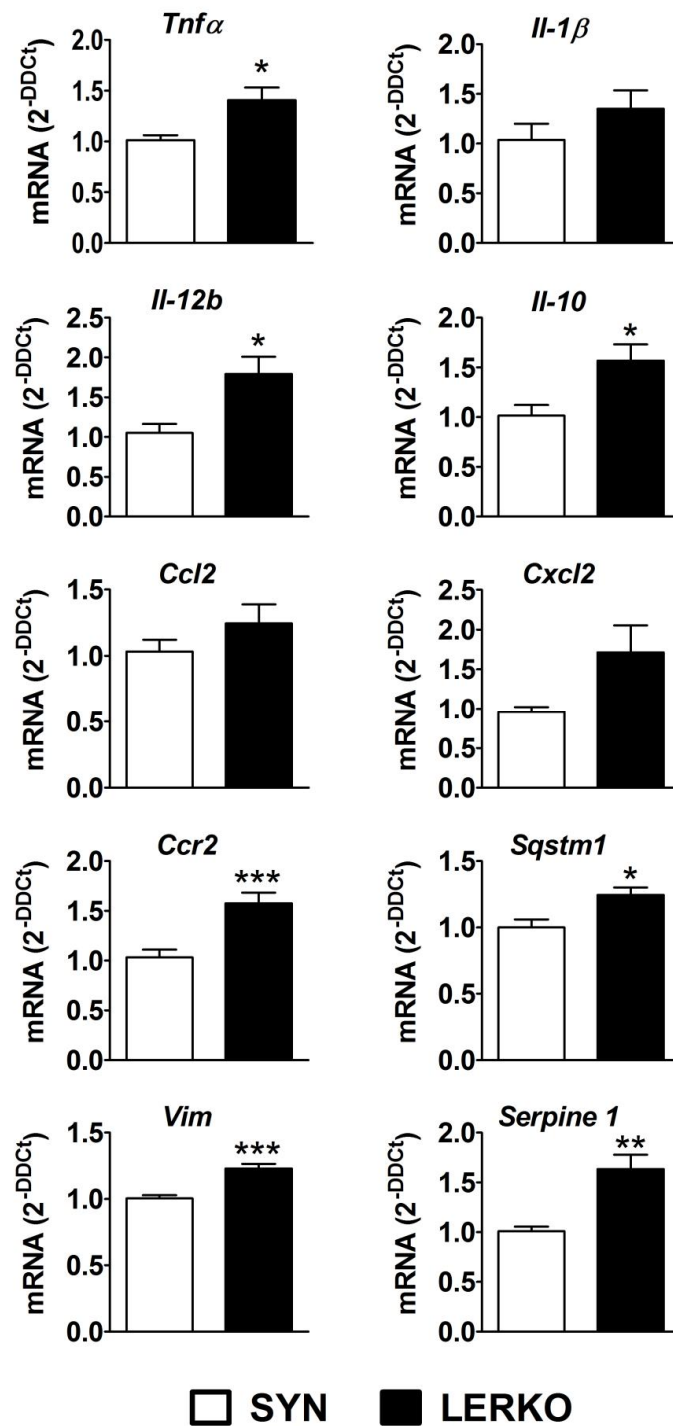 Tnfα
mRNA (2^-DDCt)
2.0
1.5
1.0
0.5
0.0
*
Il-1β
mRNA (2^-DDCt)
2.0
1.5
1.0
0.5
0.0
Il-12b
mRNA (2^-DDCt)
2.5
2.0
1.5
1.0
0.5
0.0
*
Il-10
mRNA (2^-DDCt)
2.0
1.5
1.0
0.5
0.0
*
Ccl2
mRNA (2^-DDCt)
1.5
1.0
0.5
0.0
Cxcl2
mRNA (2^-DDCt)
2.5
2.0
1.5
1.0
0.5
0.0
Ccr2
mRNA (2^-DDCt)
2.0
1.5
1.0
0.5
0.0
***
Sqstm1
mRNA (2^-DDCt)
1.5
1.0
0.5
0.0
*
Vim
mRNA (2^-DDCt)
1.5
1.0
0.5
0.0
***
Serpine 1
mRNA (2^-DDCt)
2.0
1.5
1.0
0.5
0.0
**
SYN LERKO